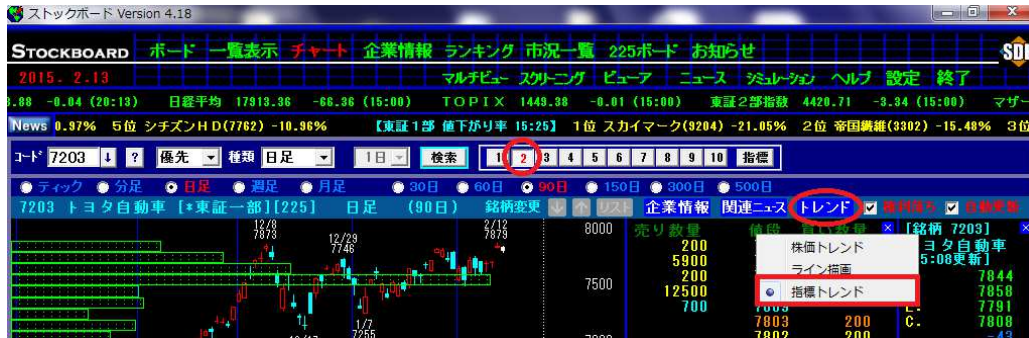 ストックボード Version 4.18
STOCKBOARD ボード 一覧表示 チャート 企業情報 ランキング 市況一覧 225ボード お知らせ
2015. 2.13 マルチビュー スクリーニング ビューア ニュース シミュレーション ヘルプ 設定 終了
3.88 -0.04 (20:13) 日経平均 17913.36 -66.36 (15:00) TOPIX 1449.38 -0.01 (15:00) 東証2部指数 4420.71 -3.34 (15:00) マザー
News 0.97% 5位 シチズンHD(7762) -10.96% 【東証1部 値下がり率 15:25】 1位 スカイマーク(9204) -21.05% 2位 帝国繊維(3302) -15.48% 3位
コード 7203 ↓ ? 優先 種類 日足 1日 検索 1 2 3 4 5 6 7 8 9 10 指標
ティック 分足 日足 週足 月足 30日 60日 90日 150日 300日 500日
7203 トヨタ自動車 [*東証一部][225] 日足 (90日) 銘柄変更 リスト 企業情報 関連ニュース トレンド 権利落ち 自動更新
12/8
7873
12/29
7746
2/12
7879
8000
7500
1/7
7255
売り数量 値段 買い数量
200
5900
200
12500
700
株価トレンド
ライン描画
指標トレンド
7803 200
7802 200
[銘柄 7203]
ヨタ自動車
5:08更新]
7844
7858
7791
C. 7808
-43